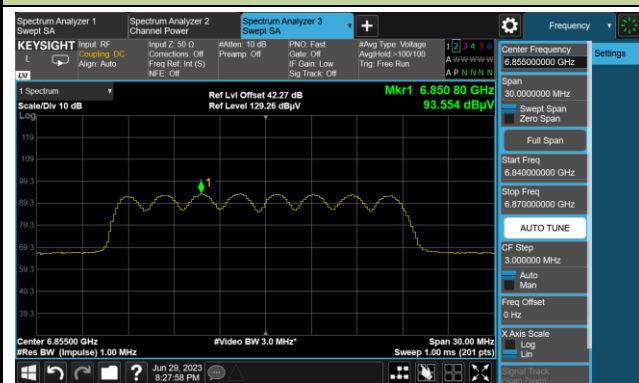 Spectrum Analyzer 1
Swept SA
Spectrum Analyzer 2
Channel Power
Spectrum Analyzer 3
Swept SA
Frequency
KEYSIGHT
L
LXI
Input: RF
Coupling: DC
Align: Auto
Input Z: 50 Ω
Corrections: Off
Freq Ref: Int (S)
NFE: Off
#Atten: 10 dB
Preamp: Off
PNO: Fast
Gate: Off
IF Gain: Low
Sig Track: Off
#Avg Type: Voltage
Avg|Hold:>100/100
Trig: Free Run
1 2 3 4 5 6
A W W W W W
A P N N N N
1 Spectrum
Scale/Div 10 dB
Log
Ref Lvl Offset 42.27 dB
Ref Level 129.26 dBµV
Mkr1 6.850 80 GHz
93.554 dBµV
119
109
99.3
89.3
79.3
69.3
59.3
49.3
39.3
1
Center 6.85500 GHz
#Res BW (Impulse) 1.00 MHz
#Video BW 3.0 MHz*
Span 30.00 MHz
Sweep 1.00 ms (201 pts)
Center Frequency
6.855000000 GHz
Settings
Span
30.0000000 MHz
Swept Span
Zero Span
Full Span
Start Freq
6.840000000 GHz
Stop Freq
6.870000000 GHz
AUTO TUNE
CF Step
3.000000 MHz
Auto
Man
Freq Offset
0 Hz
X Axis Scale
Log
Lin
Signal Track
(Span Zoom)
?
Jun 29, 2023
8:27:58 PM